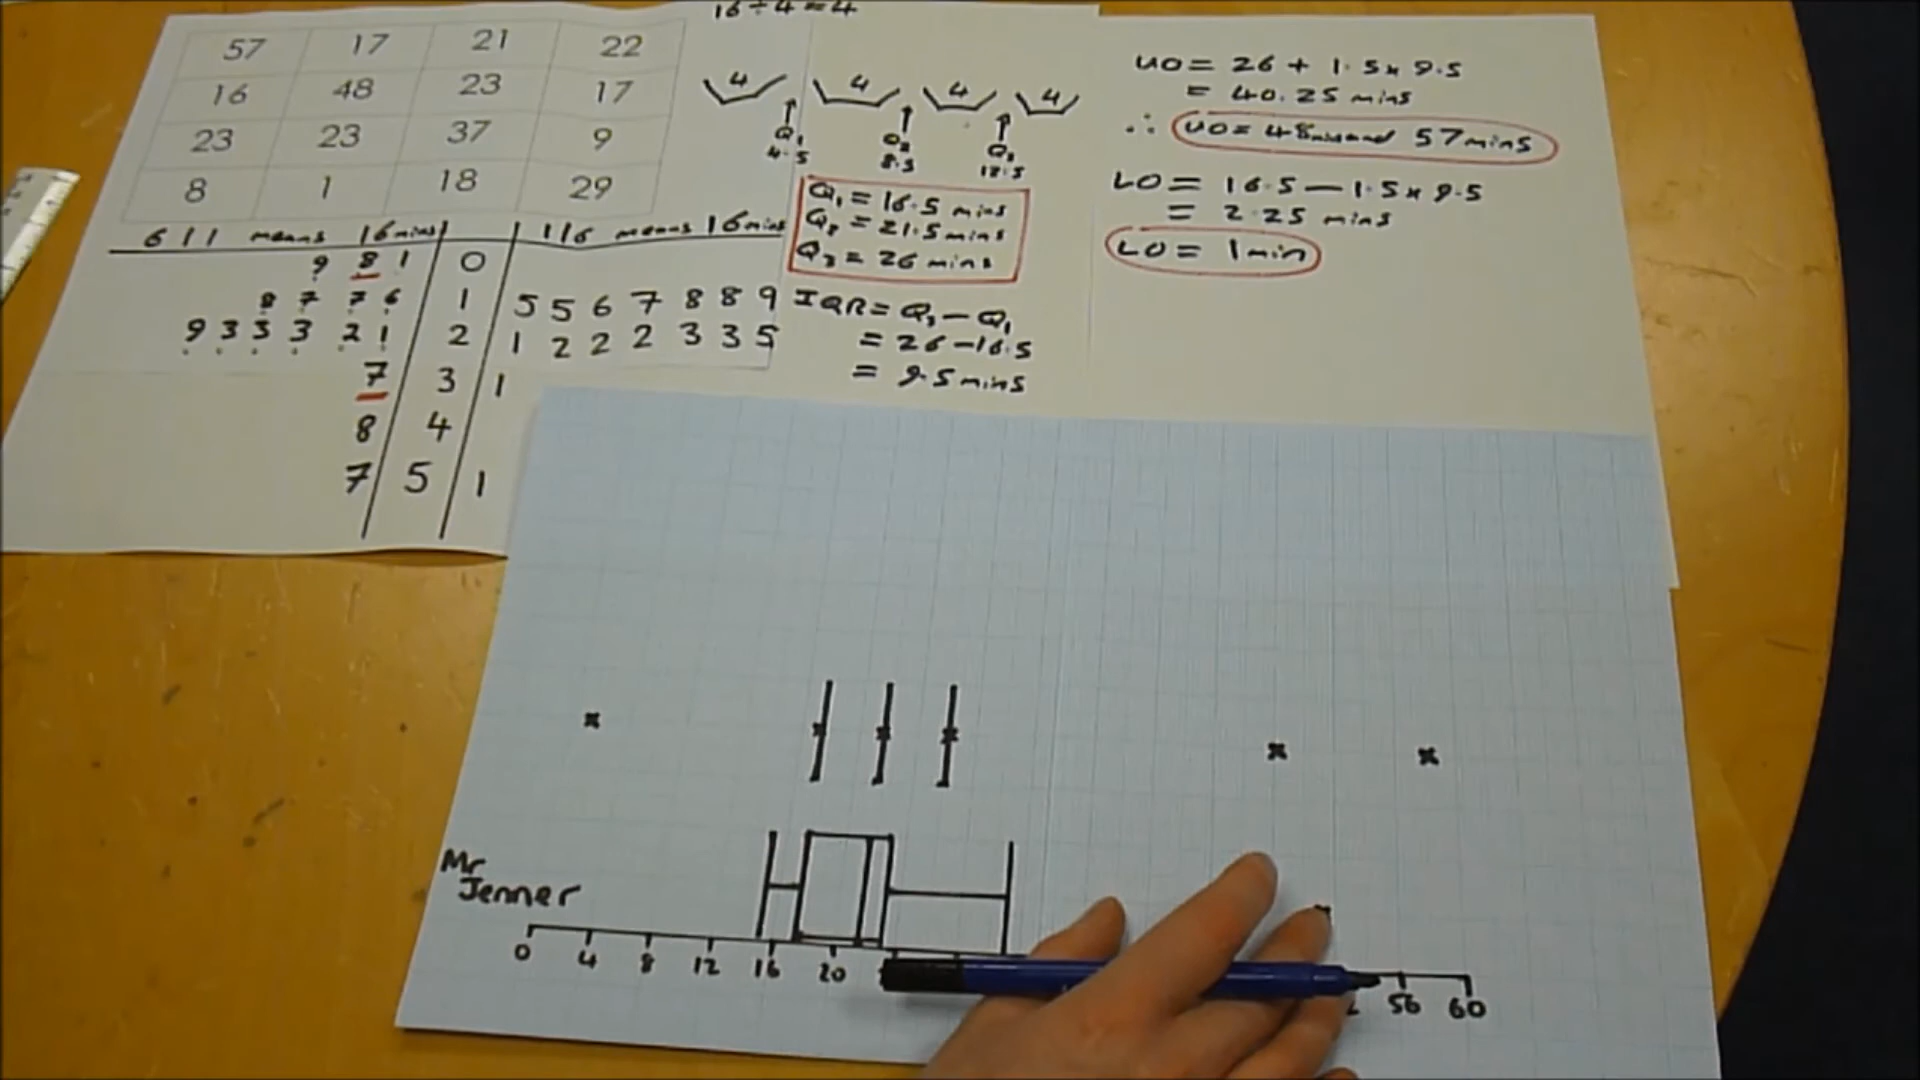 57 17 21 22
16 48 23 17
23 23 37 9
8 1 18 29
6 1 1 means 16 mins 1 1 6 means 16 mins
9 8 1 0
8 7 7 6 1 5 5 6 7 8 8 9
9 3 3 3 2 1 2 1 2 2 2 3 3 5
7 3 1
8 4
7 5 1
16 ÷ 4 = 4
4 4 4 4
Q1 Q2 Q3
4.5 8.5 12.5
Q1 = 16.5 mins
Q2 = 21.5 mins
Q3 = 26 mins
IQR = Q3 - Q1
= 26 - 16.5
= 9.5 mins
UO = 26 + 1.5 x 9.5
= 40.25 mins
∴ UO = 48 mins and 57 mins
LO = 16.5 - 1.5 x 9.5
= 2.25 mins
LO = 1 min
Mr
Jenner
0 4 8 12 16 20 56 60